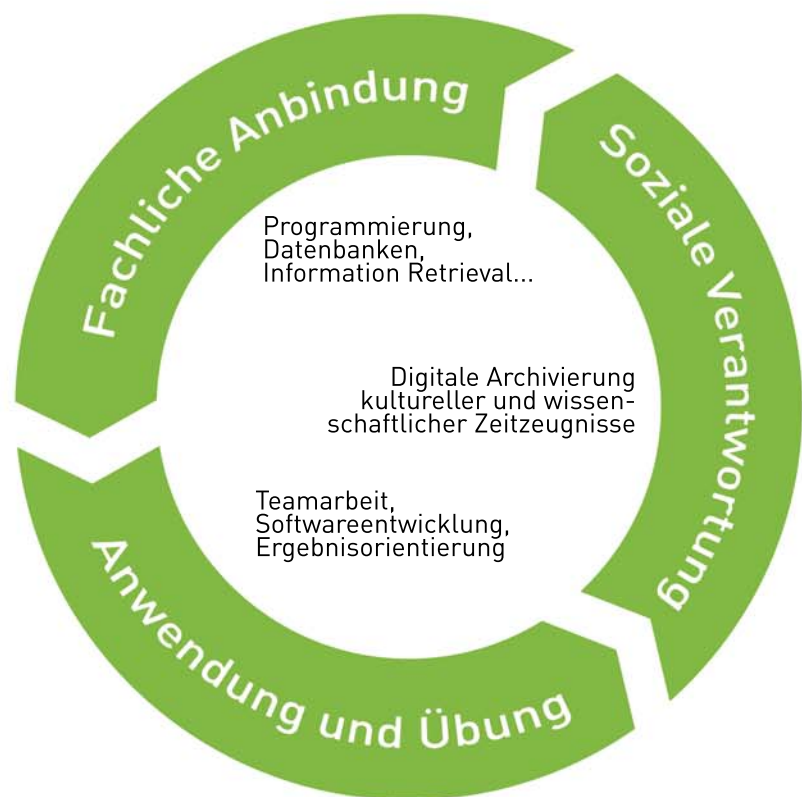 Fachliche Anbindung
Soziale Verantwortung
Programmierung,
Datenbanken,
Information Retrieval...
Digitale Archivierung
kultureller und wissen-
schaftlicher Zeitzeugnisse
Teamarbeit,
Softwareentwicklung,
Ergebnisorientierung
Anwendung und Übung